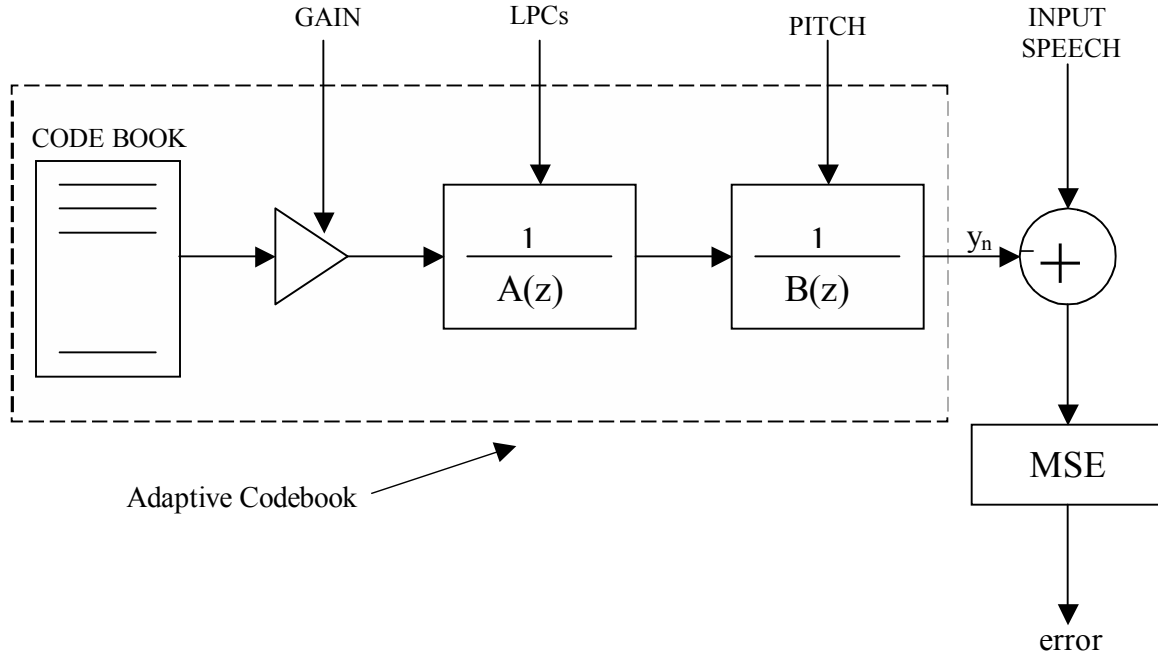 GAIN
LPCs
PITCH
INPUT
SPEECH
CODE BOOK
1
A(z)
1
B(z)
yn
−
+
Adaptive Codebook
MSE
error